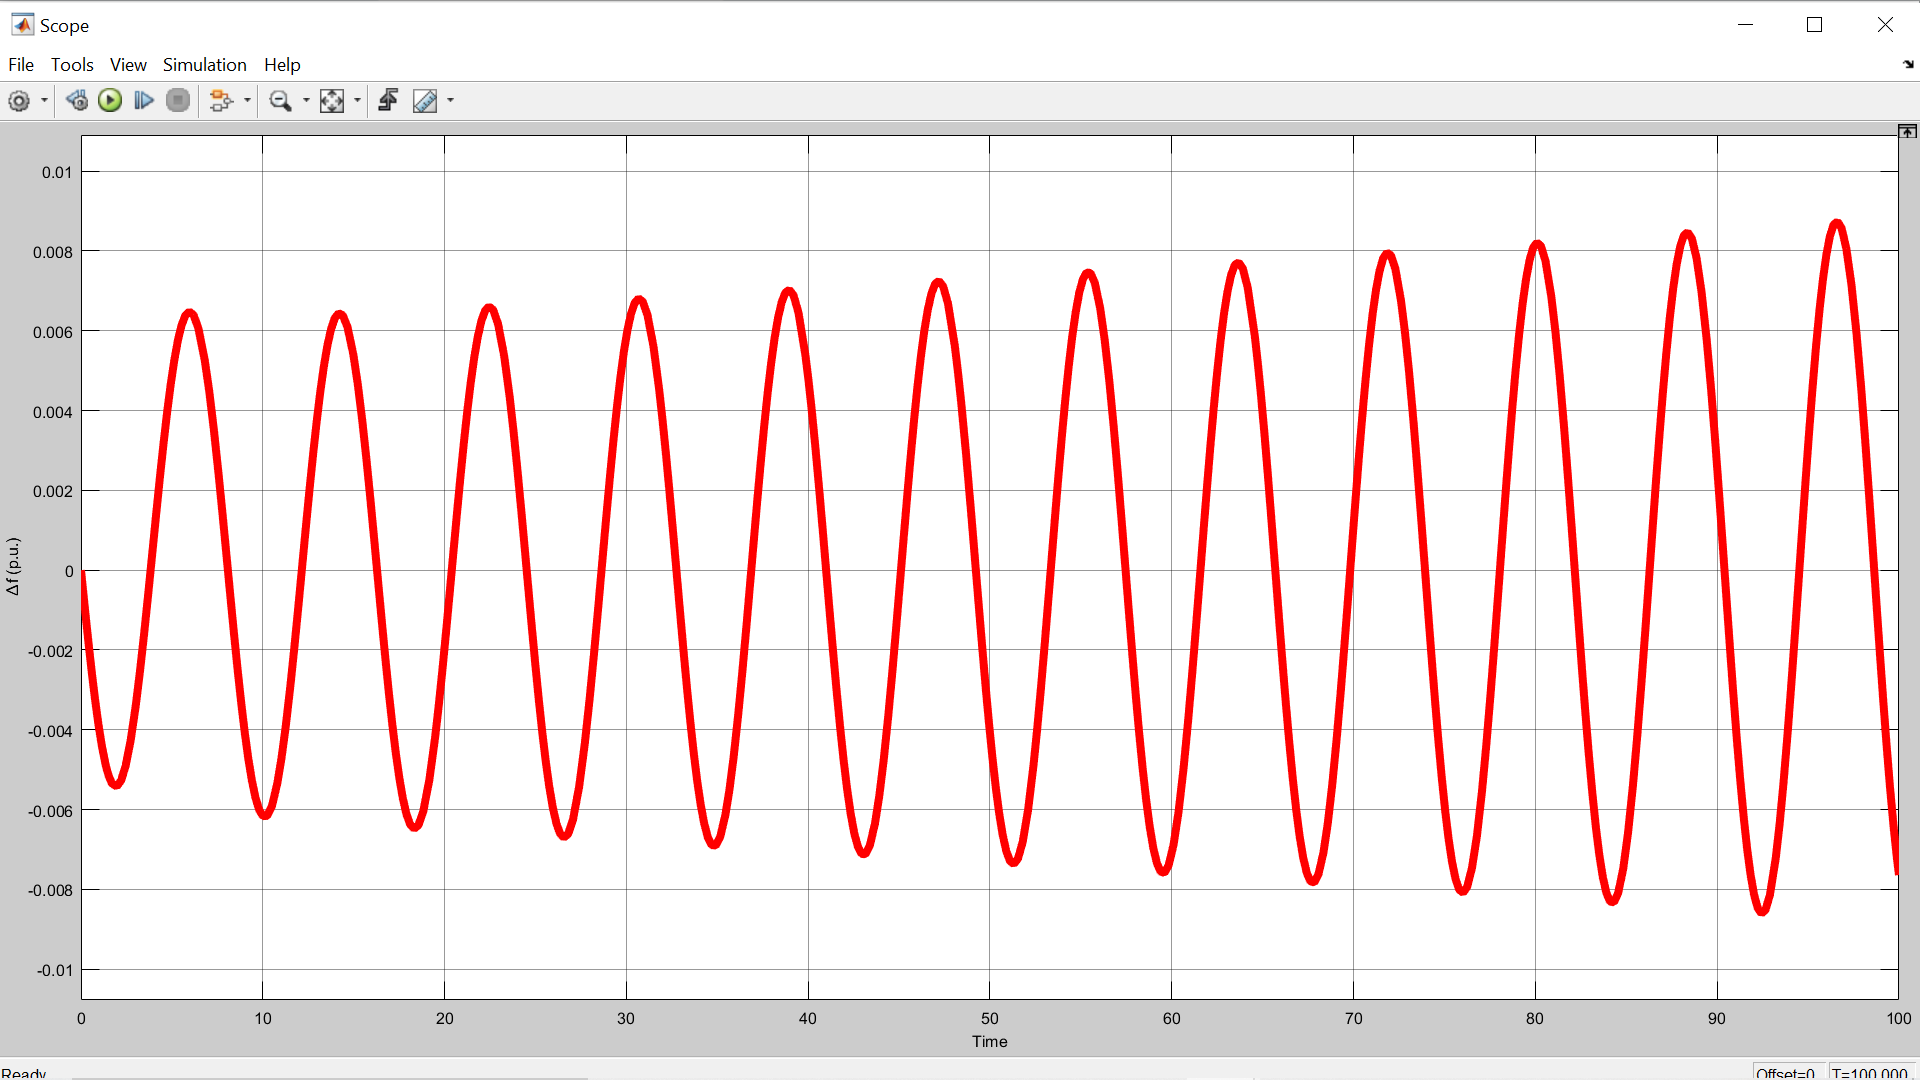 Scope
File Tools View Simulation Help
0.01
0.008
0.006
0.004
0.002
0
-0.002
-0.004
-0.006
-0.008
-0.01
Δf (p.u.)
0 10 20 30 40 50 60 70 80 90 100
Time
Ready Offset=0 T=100.000